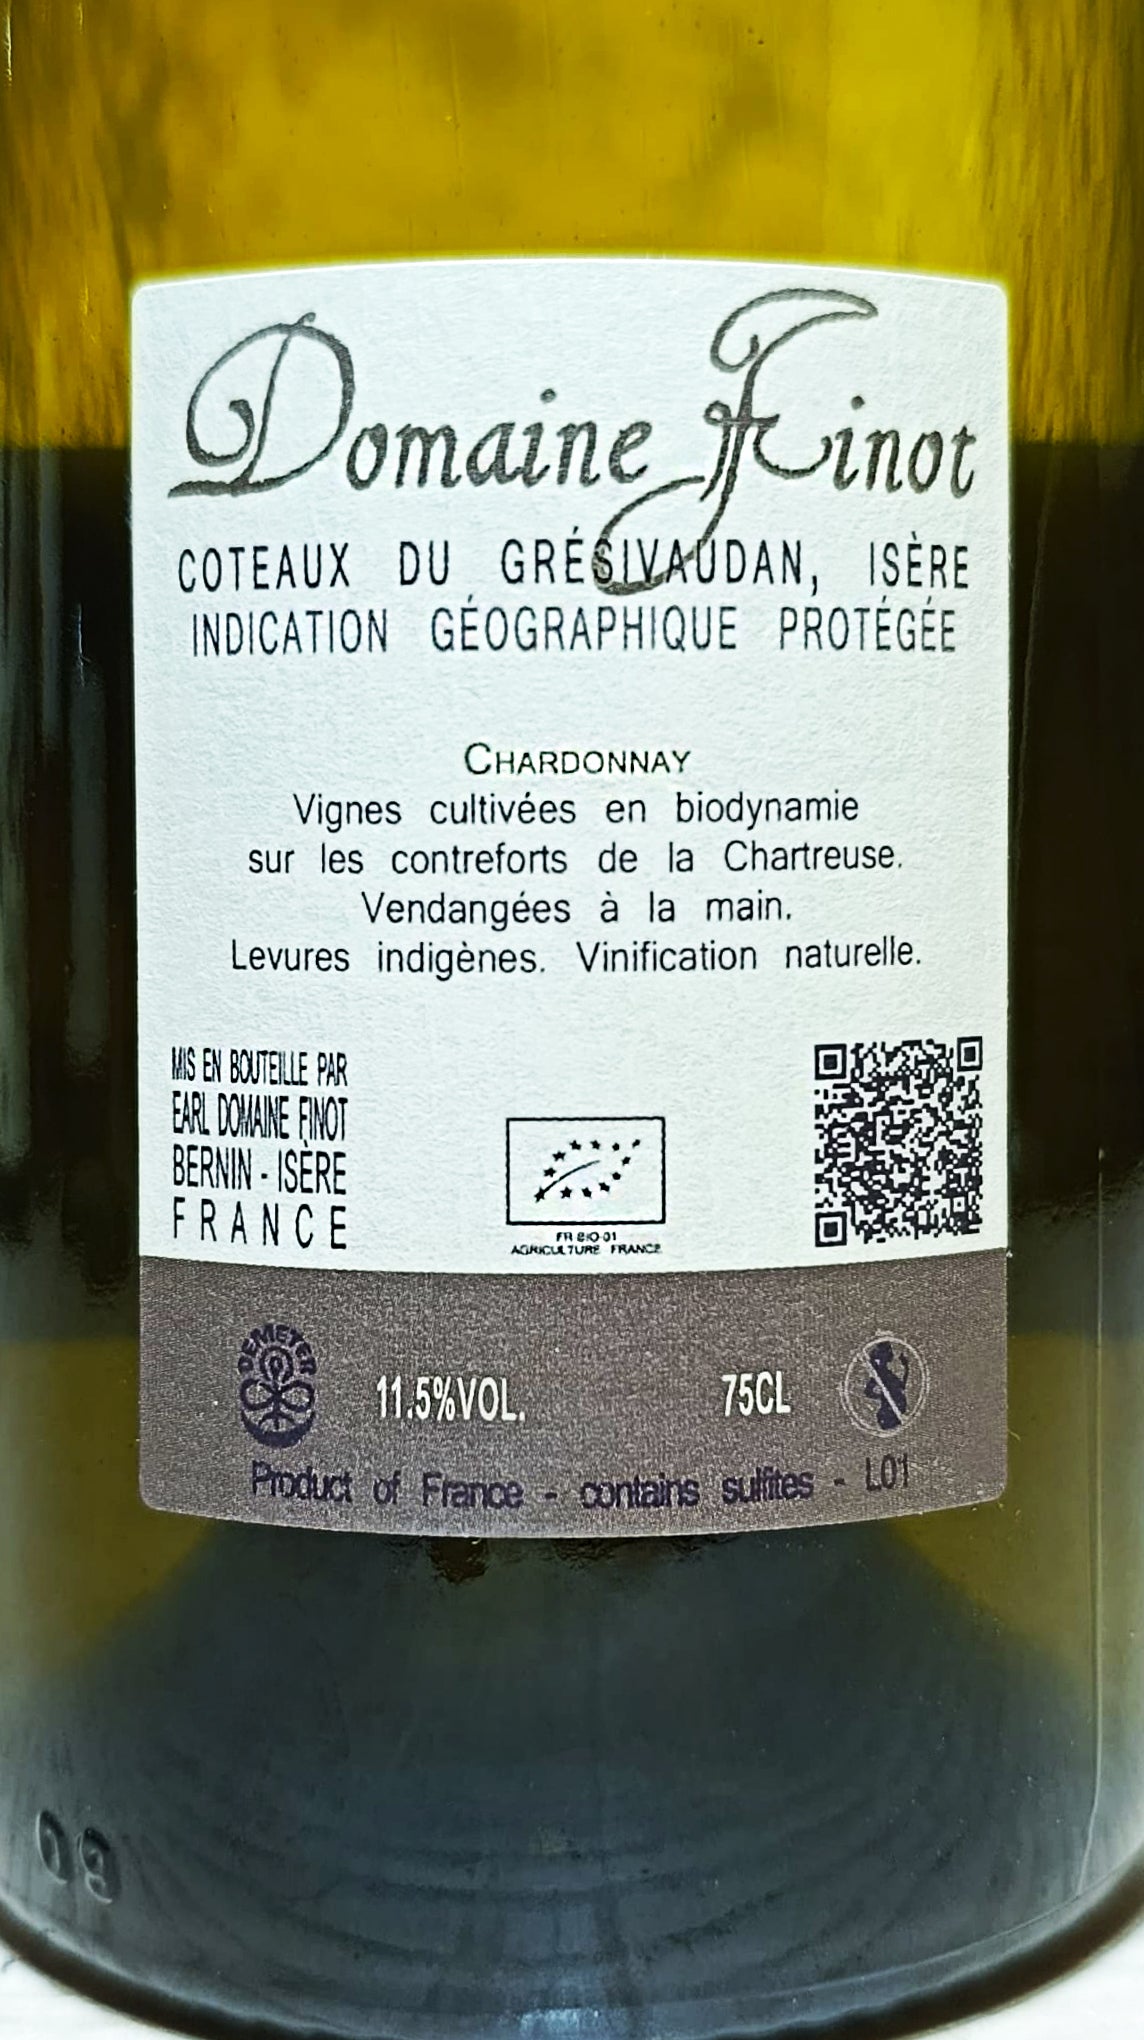 Domaine Finot
COTEAUX DU GRÉSIVAUDAN, ISÈRE
INDICATION GÉOGRAPHIQUE PROTÉGÉE
CHARDONNAY
Vignes cultivées en biodynamie
sur les contreforts de la Chartreuse.
Vendangées à la main.
Levures indigènes. Vinification naturelle.
MIS EN BOUTEILLE PAR
EARL DOMAINE FINOT
BERNIN - ISÈRE
FRANCE
FR-BIO-01
AGRICULTURE FRANCE
DEMETER
11.5%VOL.
75CL
Product of France - contains sulfites - L01